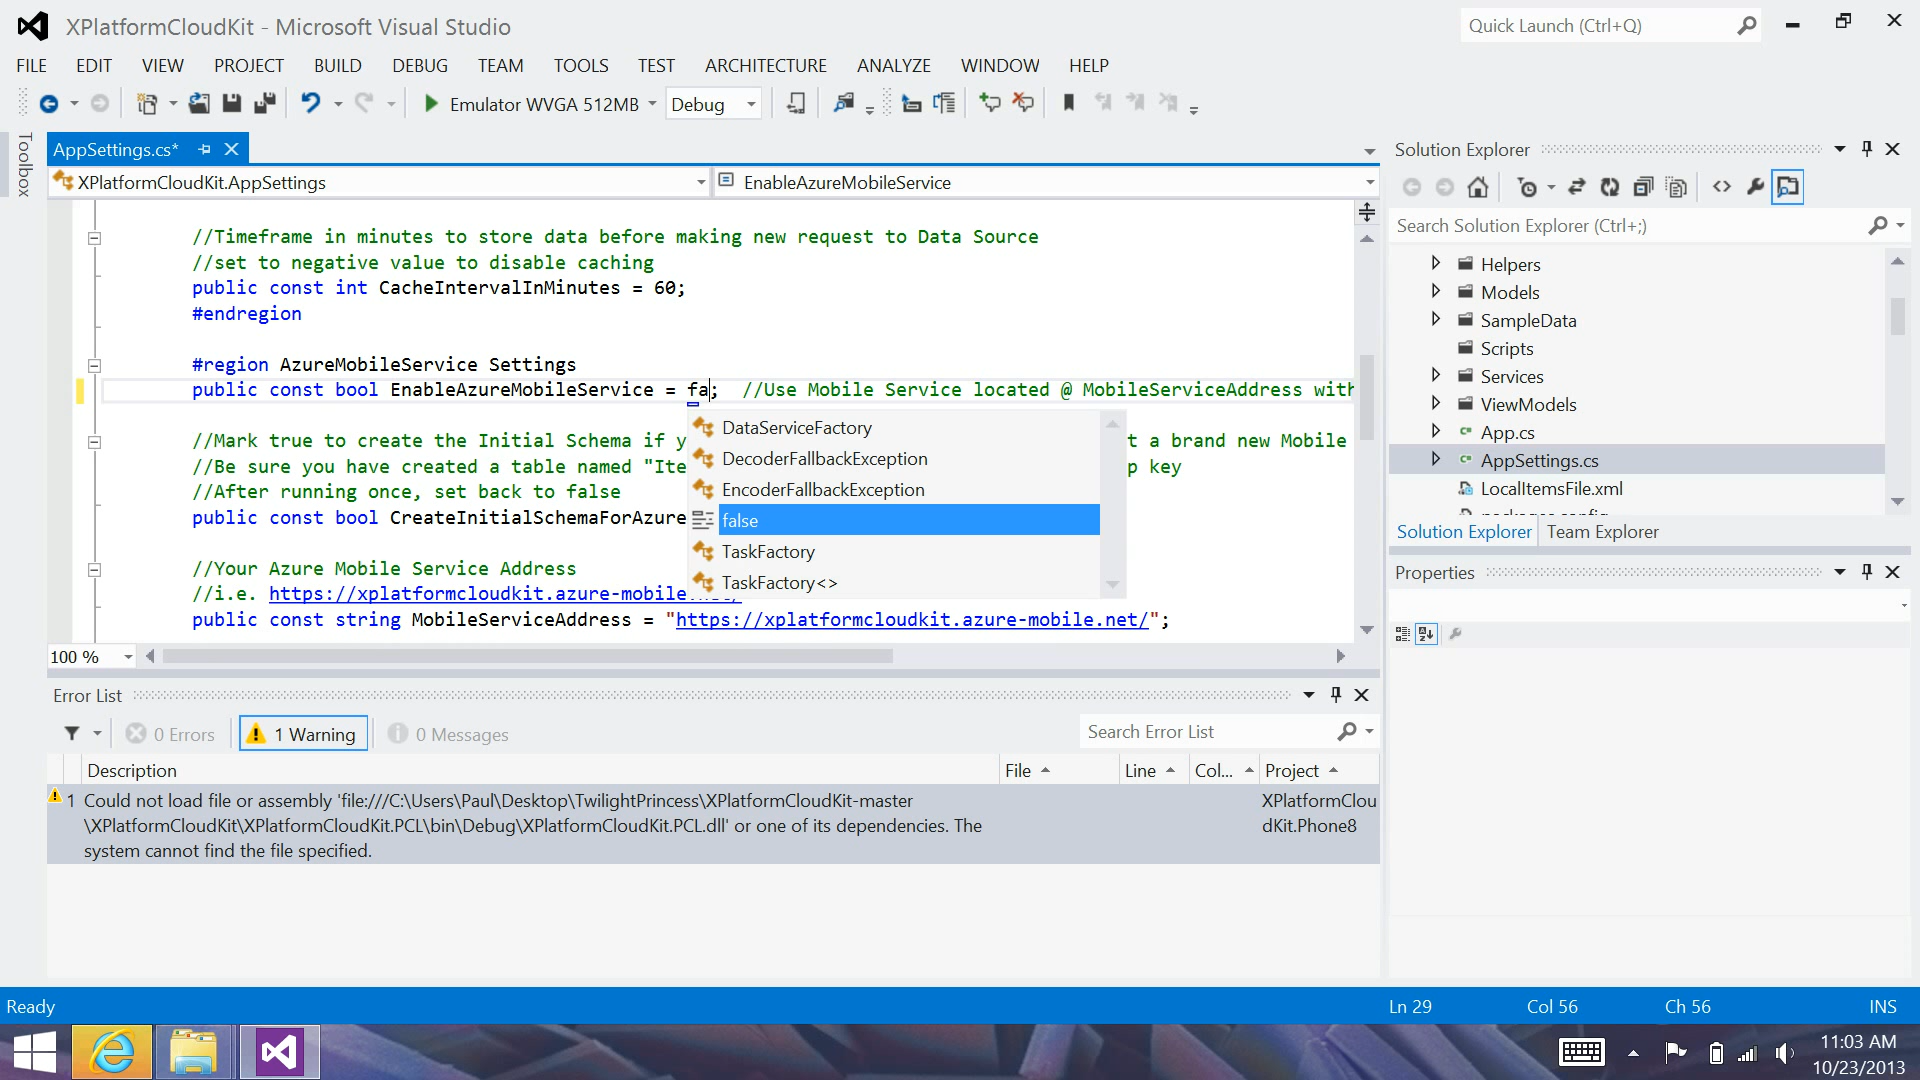 XPlatformCloudKit - Microsoft Visual Studio
Quick Launch (Ctrl+Q)
FILE EDIT VIEW PROJECT BUILD DEBUG TEAM TOOLS TEST ARCHITECTURE ANALYZE WINDOW HELP
Emulator WVGA 512MB Debug
Toolbox
AppSettings.cs*
XPlatformCloudKit.AppSettings
EnableAzureMobileService
//Timeframe in minutes to store data before making new request to Data Source
//set to negative value to disable caching
public const int CacheIntervalInMinutes = 60;
#endregion
#region AzureMobileService Settings
public const bool EnableAzureMobileService = fa; //Use Mobile Service located @ MobileServiceAddress with
//Mark true to create the Initial Schema if y t a brand new Mobile
//Be sure you have created a table named "Ite p key
//After running once, set back to false
public const bool CreateInitialSchemaForAzure
//Your Azure Mobile Service Address
//i.e. https://xplatformcloudkit.azure-mobile.net/
public const string MobileServiceAddress = "https://xplatformcloudkit.azure-mobile.net/";
DataServiceFactory
DecoderFallbackException
EncoderFallbackException
false
TaskFactory
TaskFactory<>
100 %
Solution Explorer
Search Solution Explorer (Ctrl+;)
Helpers
Models
SampleData
Scripts
Services
ViewModels
App.cs
AppSettings.cs
LocalItemsFile.xml
packages.config
Solution Explorer Team Explorer
Properties
Error List
0 Errors 1 Warning 0 Messages
Search Error List
Description File Line Col... Project
1 Could not load file or assembly 'file:///C:\Users\Paul\Desktop\TwilightPrincess\XPlatformCloudKit-master XPlatformClou
\XPlatformCloudKit\XPlatformCloudKit.PCL\bin\Debug\XPlatformCloudKit.PCL.dll' or one of its dependencies. The dKit.Phone8
system cannot find the file specified.
Ready Ln 29 Col 56 Ch 56 INS
11:03 AM
10/23/2013